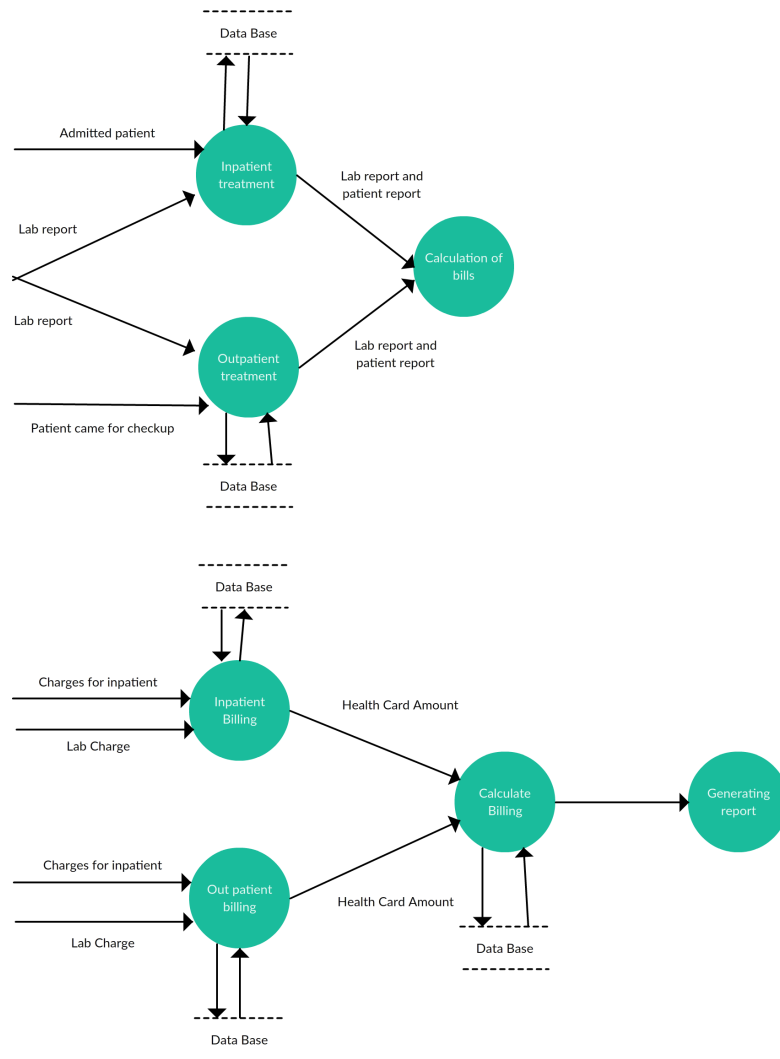 Data Base
Admitted patient
Inpatient
treatment
Lab report and
patient report
Lab report
Calculation of
bills
Lab report
Outpatient
treatment
Lab report and
patient report
Patient came for checkup
Data Base
Data Base
Charges for inpatient
Inpatient
Billing
Health Card Amount
Lab Charge
Calculate
Billing
Generating
report
Charges for inpatient
Out patient
billing
Health Card Amount
Lab Charge
Data Base
Data Base